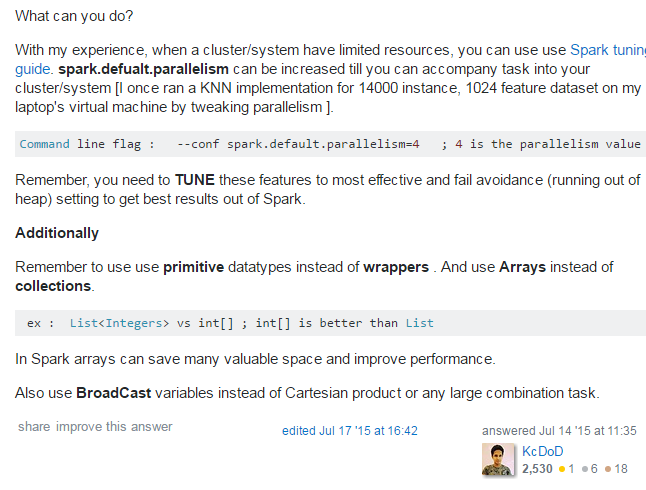 What can you do?
With my experience, when a cluster/system have limited resources, you can use use Spark tuning
guide. spark.defualt.parallelism can be increased till you can accompany task into your
cluster/system [I once ran a KNN implementation for 14000 instance, 1024 feature dataset on my
laptop's virtual machine by tweaking parallelism ].
Command line flag :   --conf spark.default.parallelism=4   ; 4 is the parallelism value
Remember, you need to TUNE these features to most effective and fail avoidance (running out of
heap) setting to get best results out of Spark.
Additionally
Remember to use use primitive datatypes instead of wrappers . And use Arrays instead of
collections.
ex :  List<Integers> vs int[] ; int[] is better than List
In Spark arrays can save many valuable space and improve performance.
Also use BroadCast variables instead of Cartesian product or any large combination task.
share improve this answer
edited Jul 17 '15 at 16:42
answered Jul 14 '15 at 11:35
KcDoD
2,530 ●1 ●6 ●18